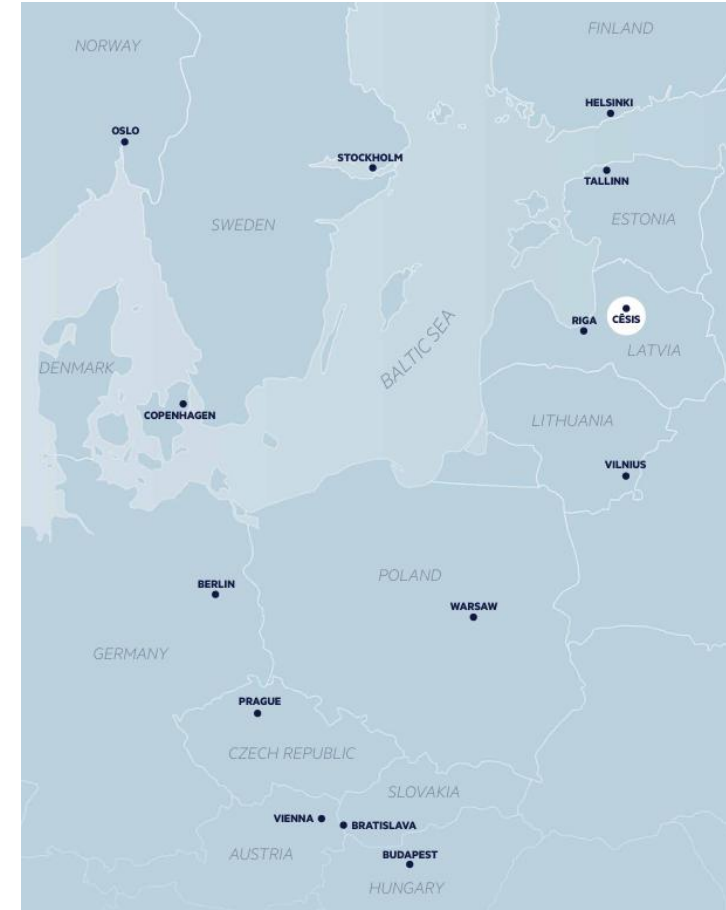 FINLAND
NORWAY
HELSINKI
OSLO
STOCKHOLM
TALLINN
ESTONIA
SWEDEN
RIGA
CĒSIS
BALTIC SEA
LATVIA
DENMARK
COPENHAGEN
LITHUANIA
VILNIUS
POLAND
BERLIN
WARSAW
GERMANY
PRAGUE
CZECH REPUBLIC
SLOVAKIA
VIENNA
BRATISLAVA
AUSTRIA
BUDAPEST
HUNGARY